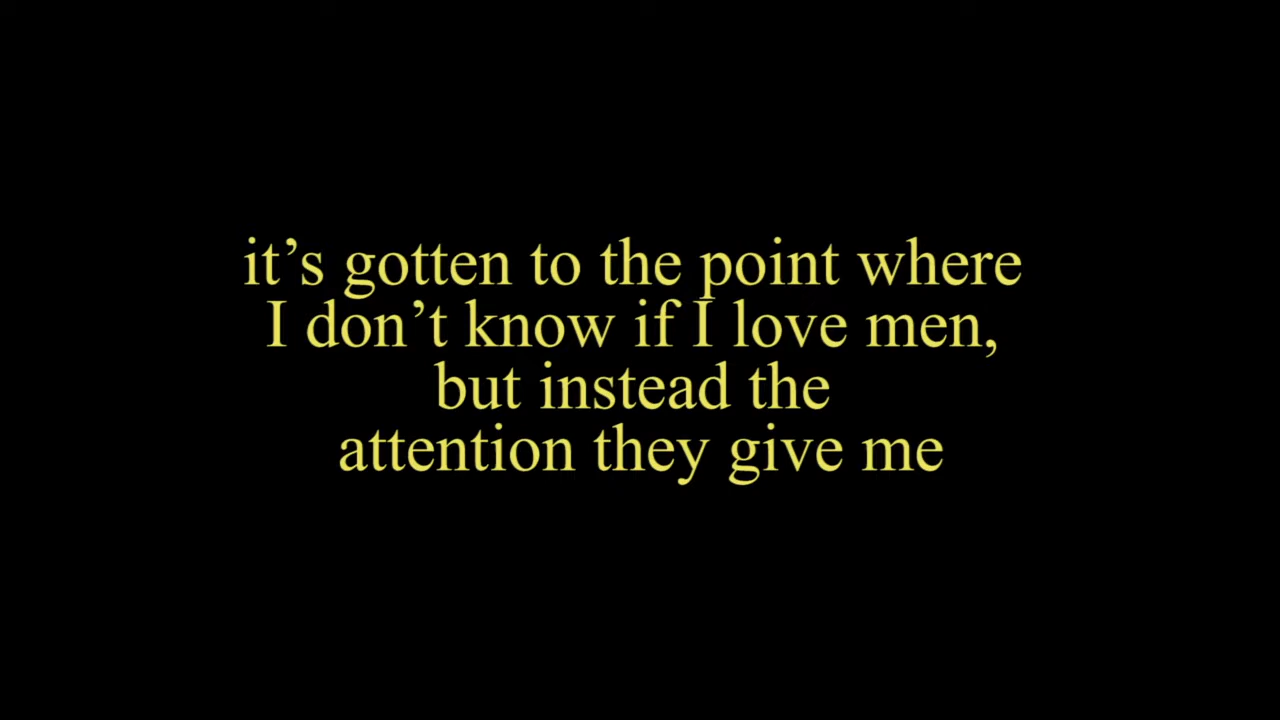 it’s gotten to the point where
I don’t know if I love men,
but instead the
attention they give me